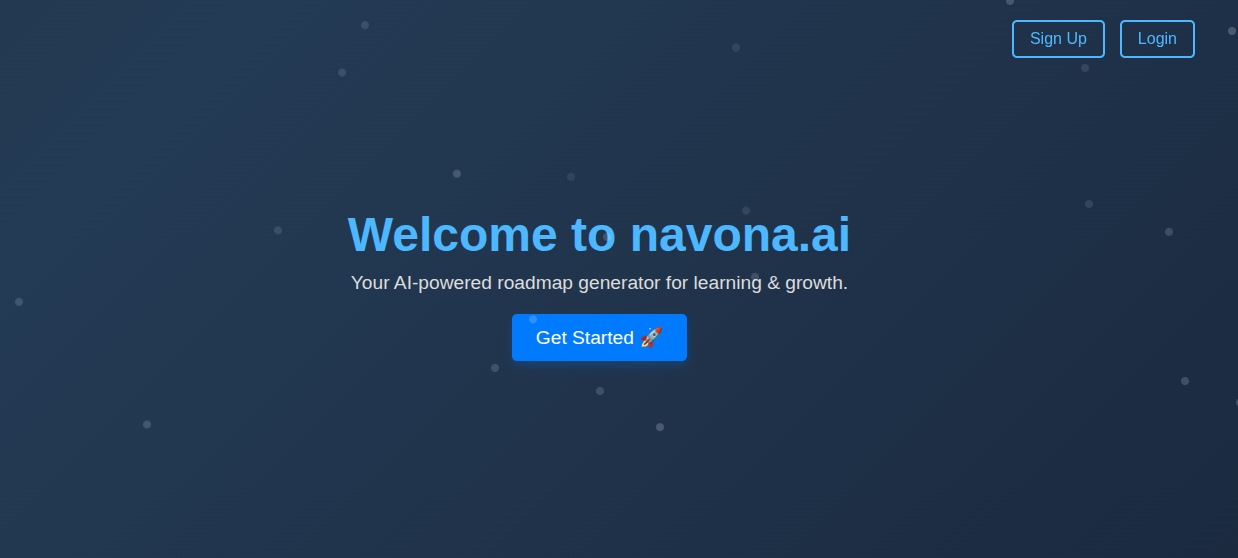 Sign Up Login
Welcome to navona.ai
Your AI-powered roadmap generator for learning & growth.
Get Started 🚀